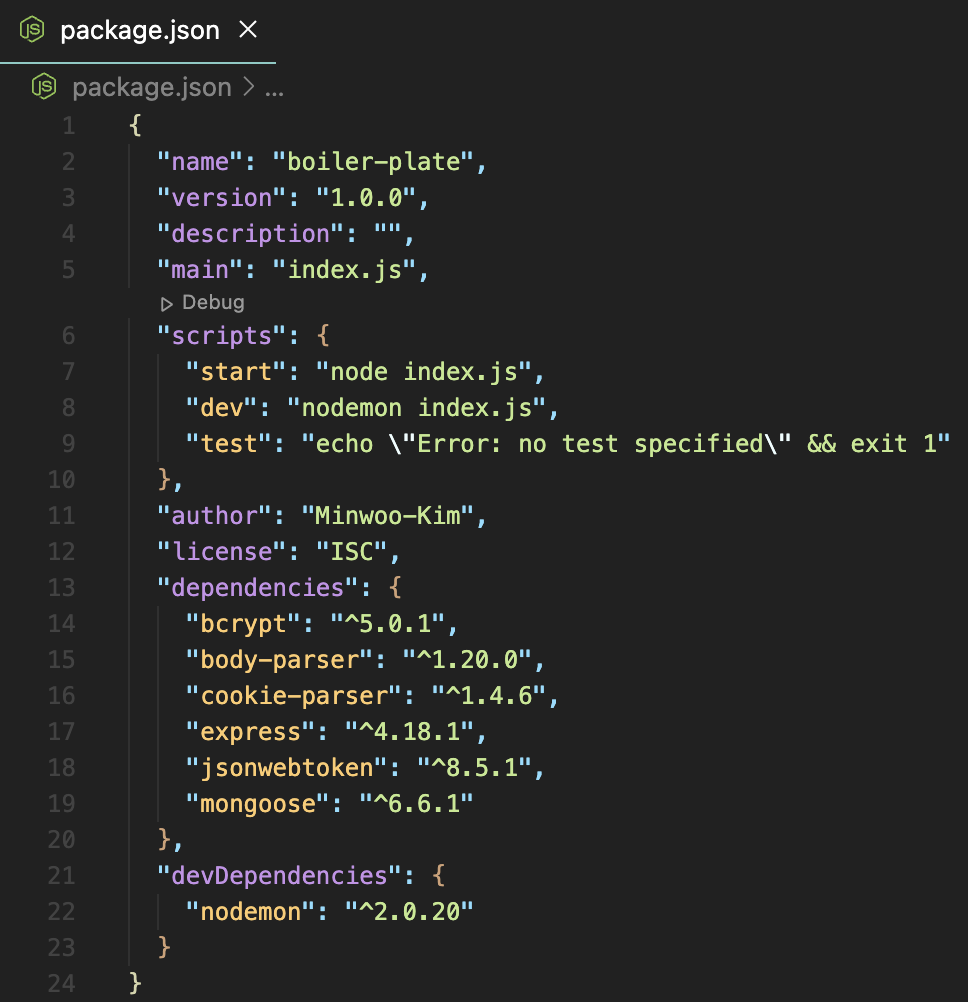 package.json
package.json > ...
1 {
2 "name": "boiler-plate",
3 "version": "1.0.0",
4 "description": "",
5 "main": "index.js",
Debug
6 "scripts": {
7 "start": "node index.js",
8 "dev": "nodemon index.js",
9 "test": "echo \"Error: no test specified\" && exit 1"
10 },
11 "author": "Minwoo-Kim",
12 "license": "ISC",
13 "dependencies": {
14 "bcrypt": "^5.0.1",
15 "body-parser": "^1.20.0",
16 "cookie-parser": "^1.4.6",
17 "express": "^4.18.1",
18 "jsonwebtoken": "^8.5.1",
19 "mongoose": "^6.6.1"
20 },
21 "devDependencies": {
22 "nodemon": "^2.0.20"
23 }
24 }